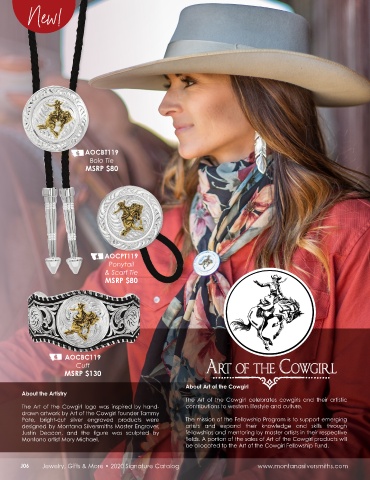 New!
AOCBT119
Bolo Tie
MSRP $80
AOCPT119
Ponytail
& Scarf Tie
MSRP $80
AOCBC119
Cuff
MSRP $130
ART OF THE COWGIRL
About the Artistry
The Art of the Cowgirl logo was inspired by hand-
drawn artwork by Art of the Cowgirl founder Tammy
Pate. Bright-cut silver engraved products were
designed by Montana Silversmiths Master Engraver,
Justin Deacon, and the figure was sculpted by
Montana artist Mary Michael.
About Art of the Cowgirl
The Art of the Cowgirl celebrates cowgirls and their artistic
contributions to western lifestyle and culture.
The mission of the Fellowship Program is to support emerging
artists and expand their knowledge and skills through
fellowships and mentoring by master artists in their respective
fields. A portion of the sales of Art of the Cowgirl products will
be allocated to the Art of the Cowgirl Fellowship Fund.
306 Jewelry, Gifts & More • 2020 Signature Catalog
www.montanasilversmiths.com